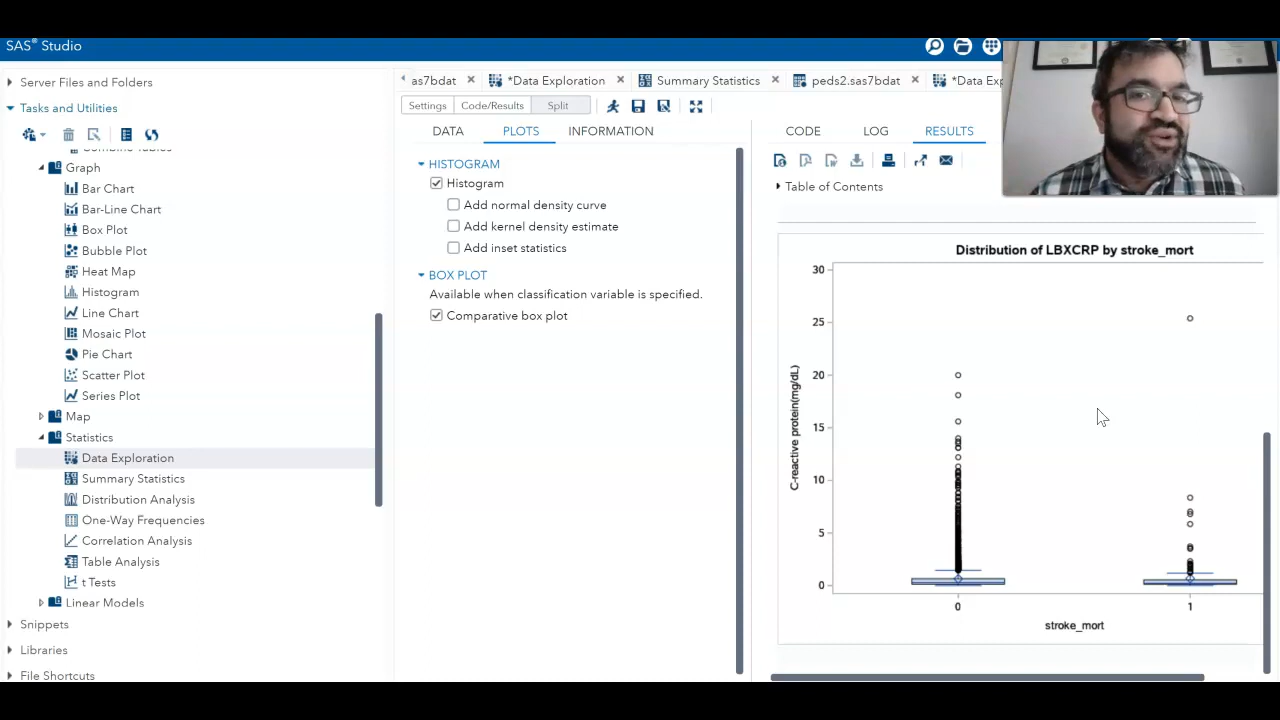 SAS® Studio
Server Files and Folders
Tasks and Utilities
Combine Tables
Graph
Bar Chart
Bar-Line Chart
Box Plot
Bubble Plot
Heat Map
Histogram
Line Chart
Mosaic Plot
Pie Chart
Scatter Plot
Series Plot
Map
Statistics
Data Exploration
Summary Statistics
Distribution Analysis
One-Way Frequencies
Correlation Analysis
Table Analysis
t Tests
Linear Models
Snippets
Libraries
File Shortcuts
as7bdat *Data Exploration Summary Statistics peds2.sas7bdat *Data Exp
Settings Code/Results Split
DATA PLOTS INFORMATION
HISTOGRAM
Histogram
Add normal density curve
Add kernel density estimate
Add inset statistics
BOX PLOT
Available when classification variable is specified.
Comparative box plot
CODE LOG RESULTS
Table of Contents
Distribution of LBXCRP by stroke_mort
C-reactive protein(mg/dL)
30
25
20
15
10
5
0
0 1
stroke_mort